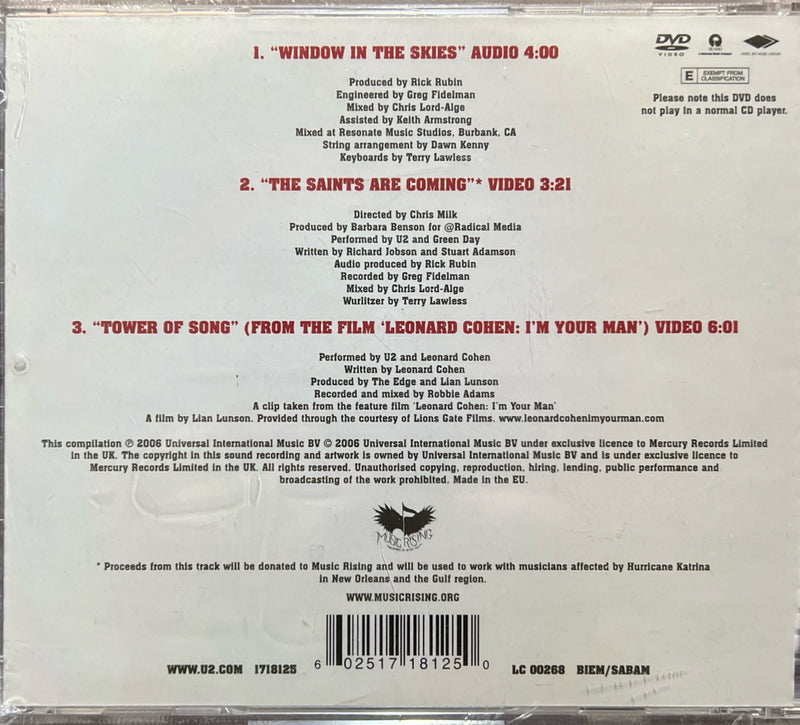 1. “WINDOW IN THE SKIES” AUDIO 4:00
Produced by Rick Rubin
Engineered by Greg Fidelman
Mixed by Chris Lord-Alge
Assisted by Keith Armstrong
Mixed at Resonate Music Studios, Burbank, CA
String arrangement by Dawn Kenny
Keyboards by Terry Lawless
DVD
VIDEO
ISLAND
E EXEMPT FROM CLASSIFICATION
Please note this DVD does
not play in a normal CD player.
2. “THE SAINTS ARE COMING”* VIDEO 3:21
Directed by Chris Milk
Produced by Barbara Benson for @Radical Media
Performed by U2 and Green Day
Written by Richard Jobson and Stuart Adamson
Audio produced by Rick Rubin
Recorded by Greg Fidelman
Mixed by Chris Lord-Alge
Wurlitzer by Terry Lawless
3. “TOWER OF SONG” (FROM THE FILM ‘LEONARD COHEN: I’M YOUR MAN’) VIDEO 6:01
Performed by U2 and Leonard Cohen
Written by Leonard Cohen
Produced by The Edge and Lian Lunson
Recorded and mixed by Robbie Adams
A clip taken from the feature film ‘Leonard Cohen: I’m Your Man’
A film by Lian Lunson. Provided through the courtesy of Lions Gate Films. www.leonardcohenimyourman.com
This compilation ℗ 2006 Universal International Music BV © 2006 Universal International Music BV under exclusive licence to Mercury Records Limited
in the UK. The copyright in this sound recording and artwork is owned by Universal International Music BV and is under exclusive licence to
Mercury Records Limited in the UK. All rights reserved. Unauthorised copying, reproduction, hiring, lending, public performance and
broadcasting of the work prohibited. Made in the EU.
MUSIC RISING
* Proceeds from this track will be donated to Music Rising and will be used to work with musicians affected by Hurricane Katrina
in New Orleans and the Gulf region.
WWW.MUSICRISING.ORG
WWW.U2.COM 1718125 6 02517 18125 0 LC 00268 BIEM/SABAM